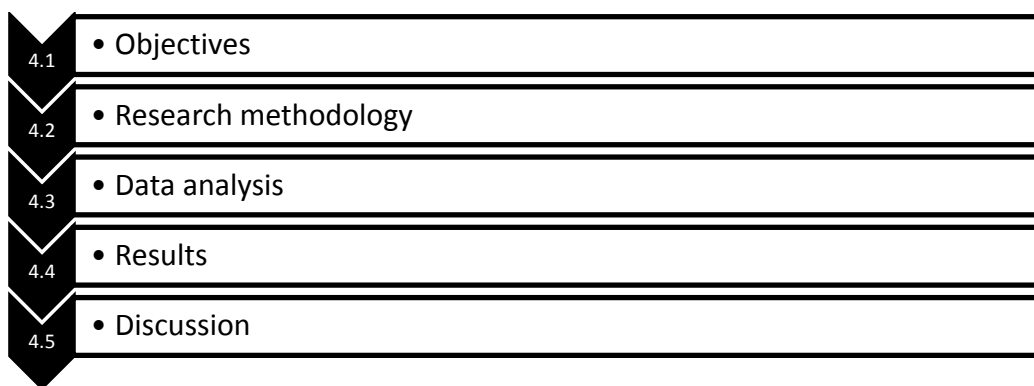 4.1 • Objectives
4.2 • Research methodology
4.3 • Data analysis
4.4 • Results
4.5 • Discussion